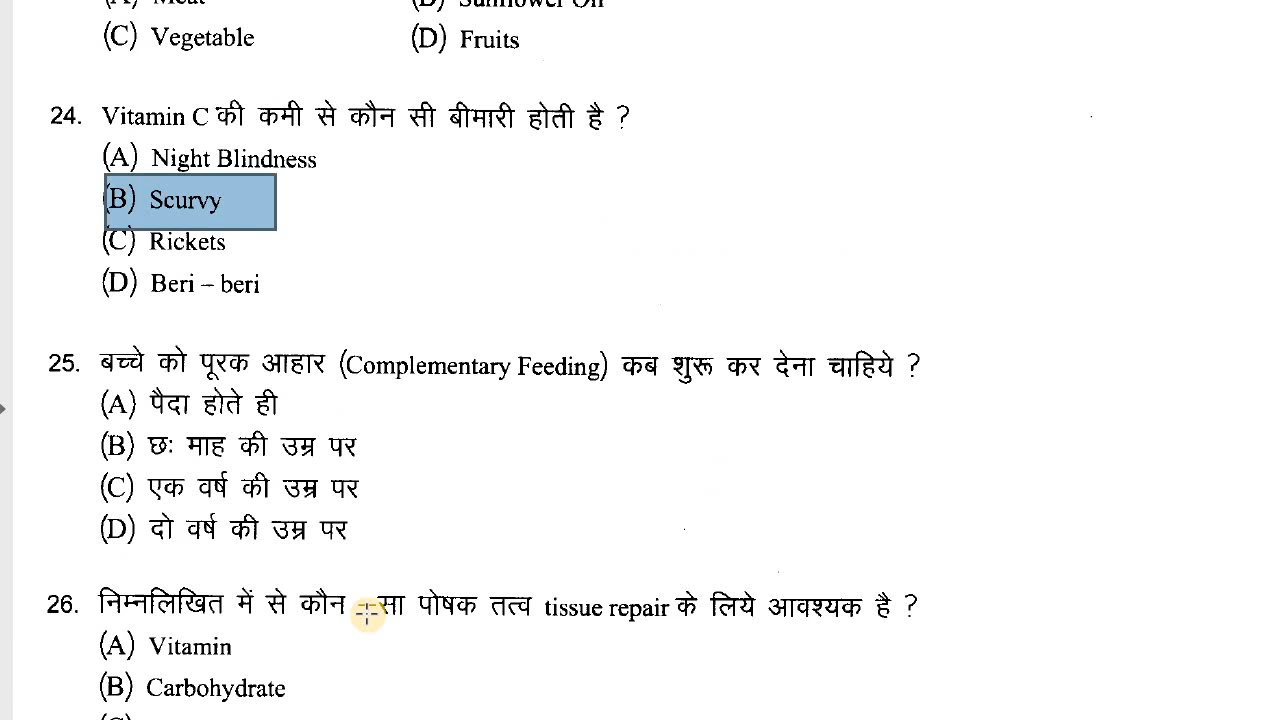 (C) Vegetable (D) Fruits
24. Vitamin C की कमी से कौन सी बीमारी होती है ?
(A) Night Blindness
(B) Scurvy
(C) Rickets
(D) Beri – beri
25. बच्चे को पूरक आहार (Complementary Feeding) कब शुरू कर देना चाहिये ?
(A) पैदा होते ही
(B) छः माह की उम्र पर
(C) एक वर्ष की उम्र पर
(D) दो वर्ष की उम्र पर
26. निम्नलिखित में से कौन –सा पोषक तत्व tissue repair के लिये आवश्यक है ?
(A) Vitamin
(B) Carbohydrate